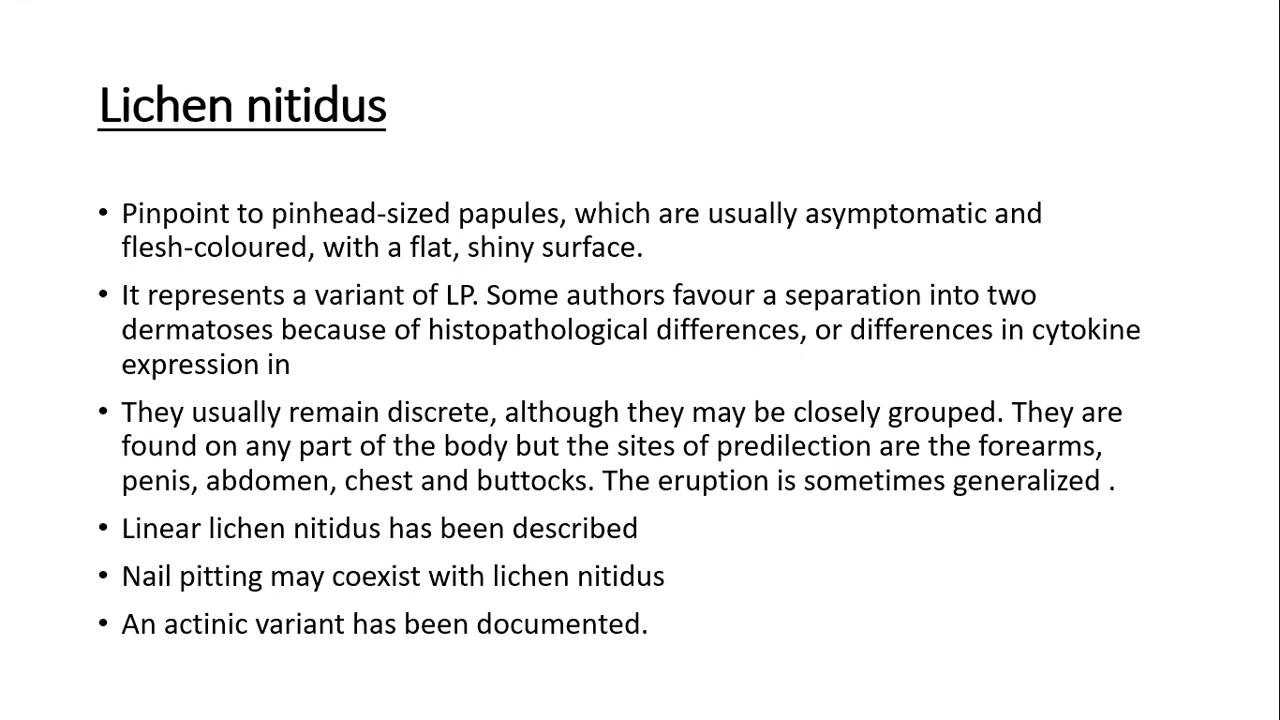 Lichen nitidus
• Pinpoint to pinhead-sized papules, which are usually asymptomatic and
flesh-coloured, with a flat, shiny surface.
• It represents a variant of LP. Some authors favour a separation into two
dermatoses because of histopathological differences, or differences in cytokine
expression in
• They usually remain discrete, although they may be closely grouped. They are
found on any part of the body but the sites of predilection are the forearms,
penis, abdomen, chest and buttocks. The eruption is sometimes generalized .
• Linear lichen nitidus has been described
• Nail pitting may coexist with lichen nitidus
• An actinic variant has been documented.